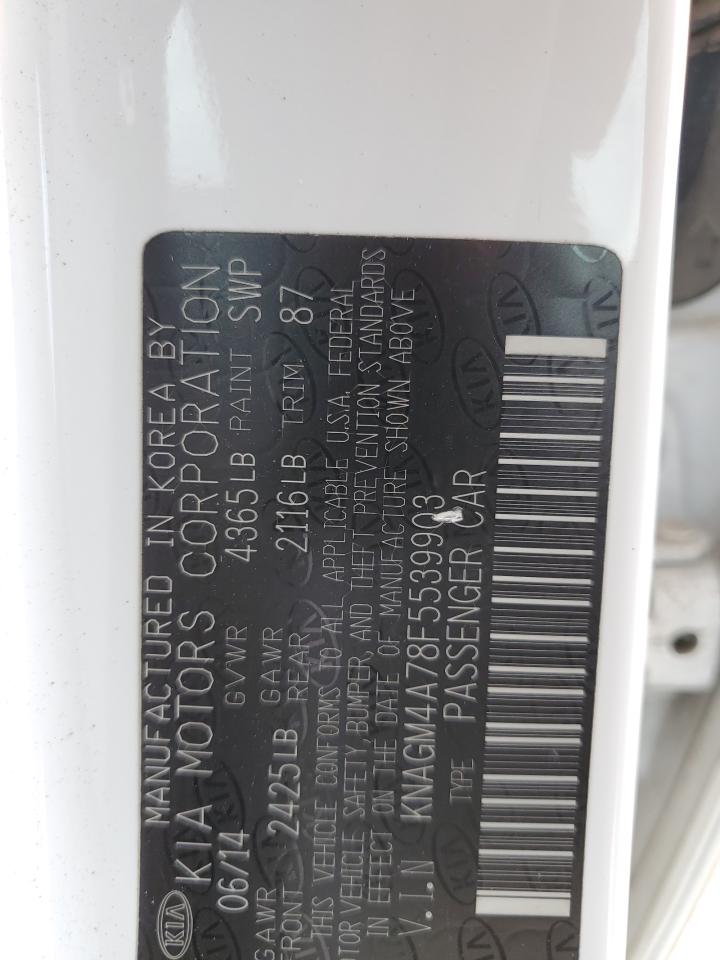 MANUFACTURED IN KOREA BY
KIA KIA MOTORS CORPORATION
06/14 GVWR 4365LB PAINT SWP
GAWR FRONT 2425LB GAWR REAR 2116LB TRIM 87
THIS VEHICLE CONFORMS TO ALL APPLICABLE U.S.A. FEDERAL
MOTOR VEHICLE SAFETY, BUMPER, AND THEFT PREVENTION STANDARDS
IN EFFECT ON THE DATE OF MANUFACTURE SHOWN ABOVE
V.I.N KNAGM4A78F5539903
TYPE PASSENGER CAR